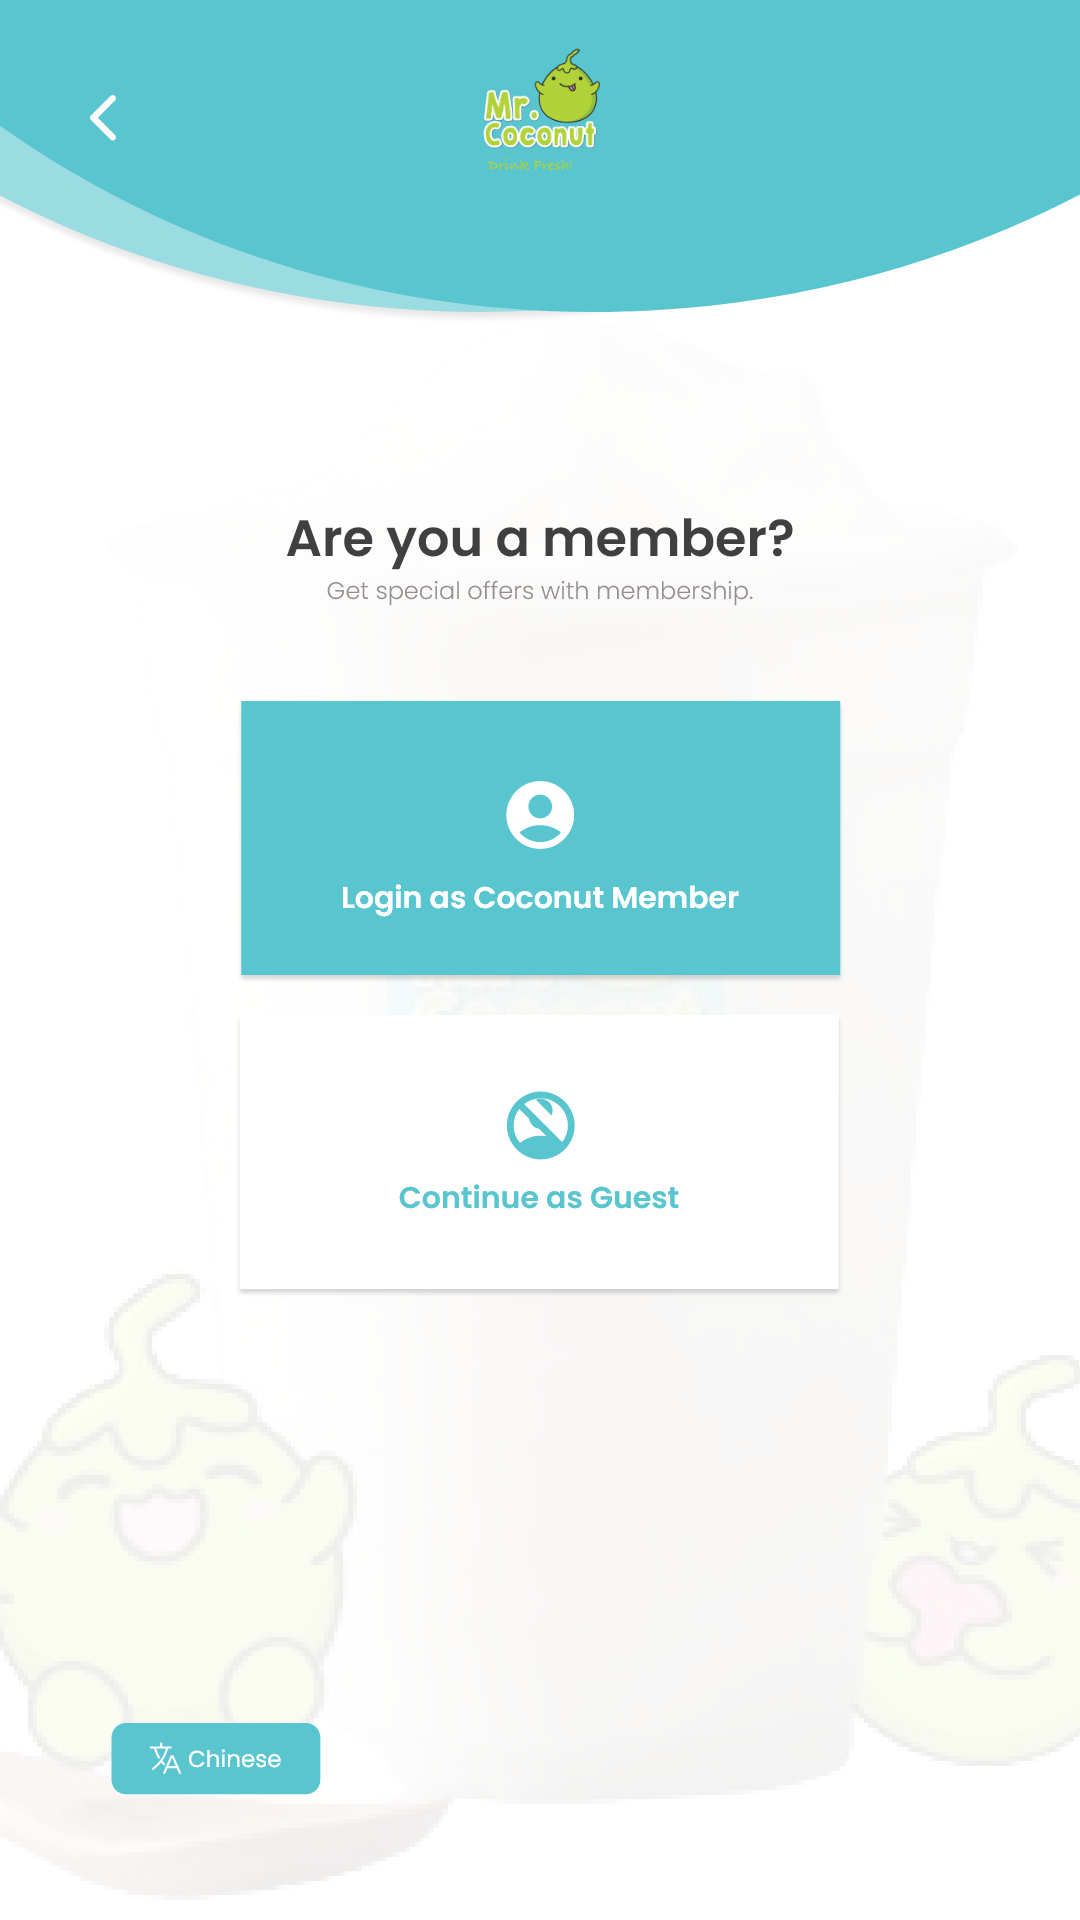 Mr.
Coconut
Drink Fresh!
Are you a member?
Get special offers with membership.
Login as Coconut Member
Continue as Guest
Chinese